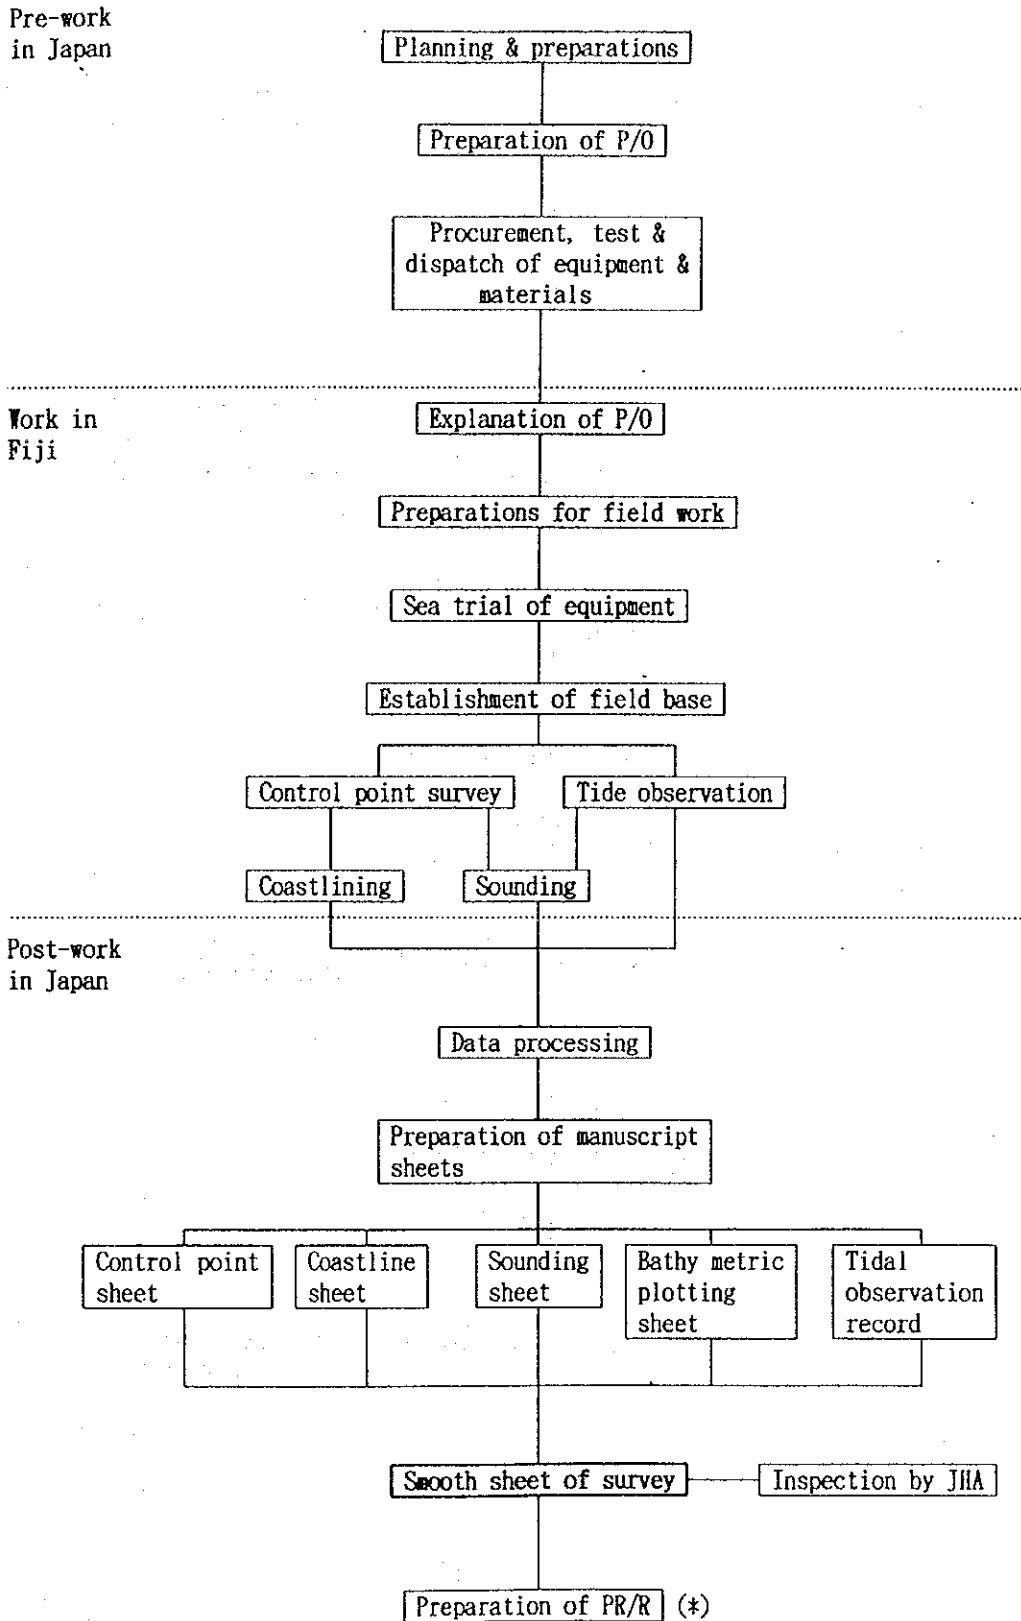 Pre-work
in Japan
Planning & preparations
Preparation of P/O
Procurement, test &
dispatch of equipment &
materials
Work in
Fiji
Explanation of P/O
Preparations for field work
Sea trial of equipment
Establishment of field base
Control point survey
Tide observation
Coastlining
Sounding
Post-work
in Japan
Data processing
Preparation of manuscript
sheets
Control point
sheet
Coastline
sheet
Sounding
sheet
Bathy metric
plotting
sheet
Tidal
observation
record
Smooth sheet of survey
Inspection by JHA
Preparation of PR/R (*)